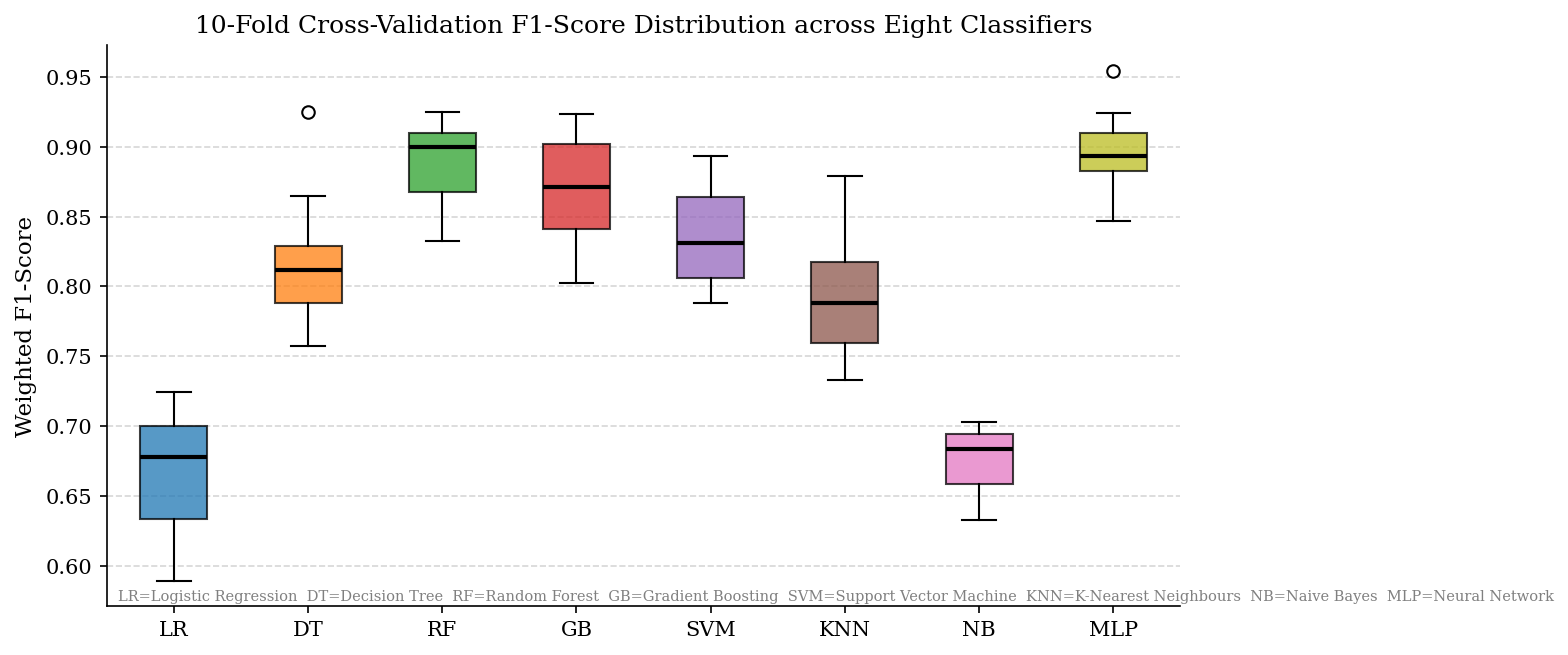 10-Fold Cross-Validation F1-Score Distribution across Eight Classifiers
Weighted F1-Score
0.95
0.90
0.85
0.80
0.75
0.70
0.65
0.60
LR=Logistic Regression  DT=Decision Tree  RF=Random Forest  GB=Gradient Boosting  SVM=Support Vector Machine  KNN=K-Nearest Neighbours  NB=Naive Bayes  MLP=Neural Network
LR DT RF GB SVM KNN NB MLP